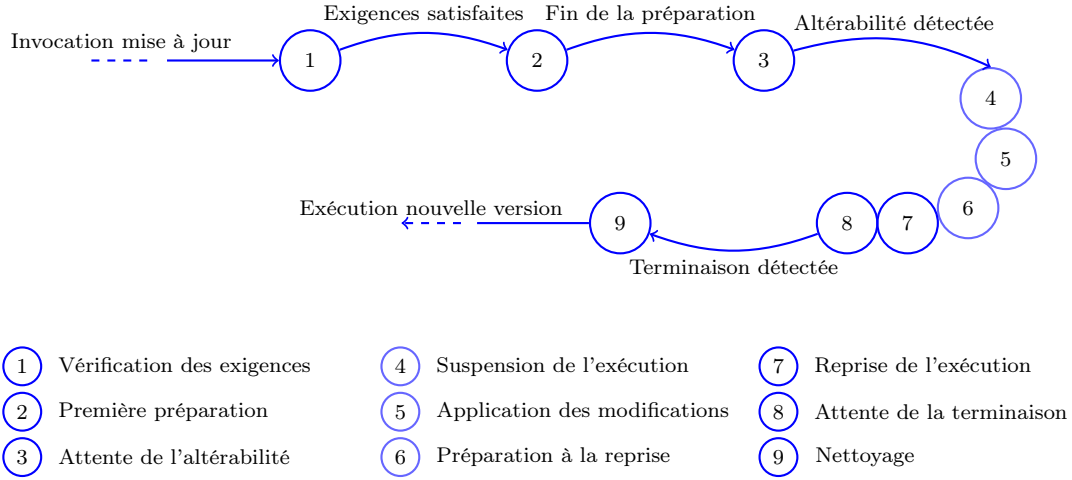 Exigences satisfaites
Fin de la préparation
Altérabilité détectée
Invocation mise à jour
1
2
3
4
5
6
7
8
9
Exécution nouvelle version
Terminaison détectée
1 Vérification des exigences
2 Première préparation
3 Attente de l'altérabilité
4 Suspension de l'exécution
5 Application des modifications
6 Préparation à la reprise
7 Reprise de l'exécution
8 Attente de la terminaison
9 Nettoyage